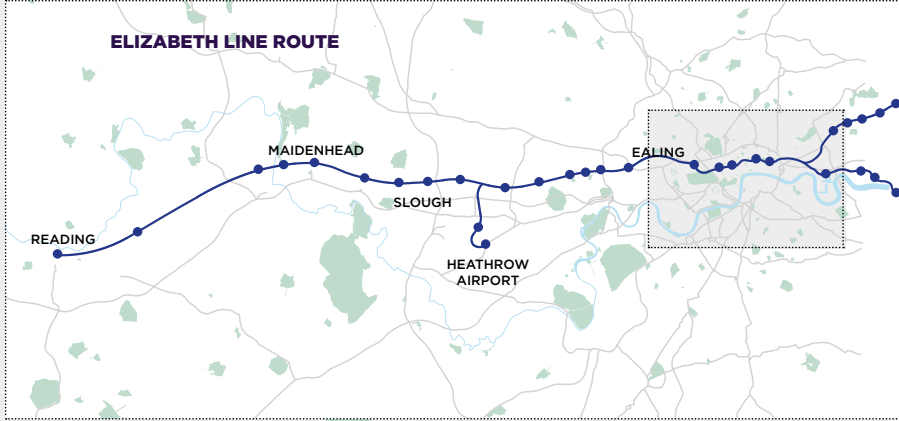 ELIZABETH LINE ROUTE
MAIDENHEAD
EALING
SLOUGH
READING
HEATHROW
AIRPORT